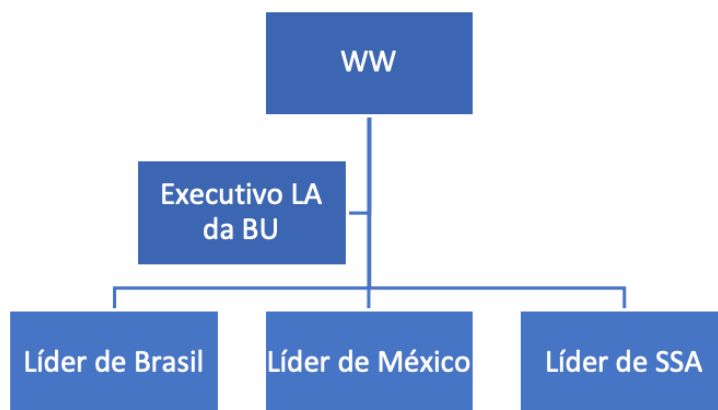 WW
Executivo LA
da BU
Líder de Brasil
Líder de México
Líder de SSA